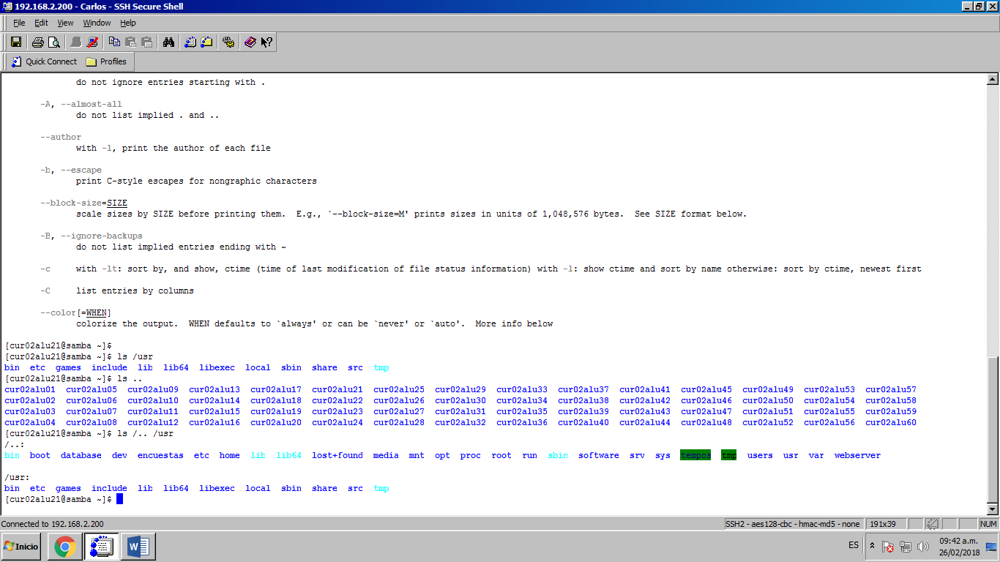 192.168.2.200 - Carlos - SSH Secure Shell
File Edit View Window Help
Quick Connect Profiles
do not ignore entries starting with .
-A, --almost-all
do not list implied . and ..
--author
with -l, print the author of each file
-b, --escape
print C-style escapes for nongraphic characters
--block-size=SIZE
scale sizes by SIZE before printing them.  E.g., `--block-size=M' prints sizes in units of 1,048,576 bytes.  See SIZE format below.
-B, --ignore-backups
do not list implied entries ending with ~
-c     with -lt: sort by, and show, ctime (time of last modification of file status information) with -l: show ctime and sort by name otherwise: sort by ctime, newest first
-C     list entries by columns
--color[=WHEN]
colorize the output.  WHEN defaults to `always' or can be `never' or `auto'.  More info below
[cur02alu21@samba ~]$
[cur02alu21@samba ~]$ ls /usr
bin  etc  games  include  lib  lib64  libexec  local  sbin  share  src  tmp
[cur02alu21@samba ~]$ ls ..
cur02alu01  cur02alu05  cur02alu09  cur02alu13  cur02alu17  cur02alu21  cur02alu25  cur02alu29  cur02alu33  cur02alu37  cur02alu41  cur02alu45  cur02alu49  cur02alu53  cur02alu57
cur02alu02  cur02alu06  cur02alu10  cur02alu14  cur02alu18  cur02alu22  cur02alu26  cur02alu30  cur02alu34  cur02alu38  cur02alu42  cur02alu46  cur02alu50  cur02alu54  cur02alu58
cur02alu03  cur02alu07  cur02alu11  cur02alu15  cur02alu19  cur02alu23  cur02alu27  cur02alu31  cur02alu35  cur02alu39  cur02alu43  cur02alu47  cur02alu51  cur02alu55  cur02alu59
cur02alu04  cur02alu08  cur02alu12  cur02alu16  cur02alu20  cur02alu24  cur02alu28  cur02alu32  cur02alu36  cur02alu40  cur02alu44  cur02alu48  cur02alu52  cur02alu56  cur02alu60
[cur02alu21@samba ~]$ ls /.. /usr
/..:
bin  boot  database  dev  encuestas  etc  home  lib  lib64  lost+found  media  mnt  opt  proc  root  run  sbin  software  srv  sys  tempos  tmp  users  usr  var  webserver
/usr:
bin  etc  games  include  lib  lib64  libexec  local  sbin  share  src  tmp
[cur02alu21@samba ~]$
Connected to 192.168.2.200 SSH2 - aes128-cbc - hmac-md5 - none 191x39 NUM
Inicio ES 09:42 a.m.
26/02/2018